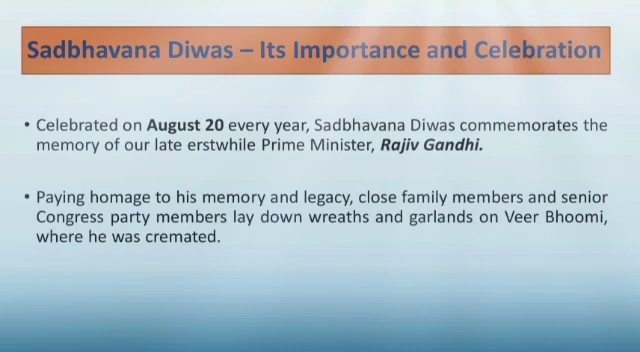 Sadbhavana Diwas – Its Importance and Celebration
• Celebrated on August 20 every year, Sadbhavana Diwas commemorates the
memory of our late erstwhile Prime Minister, Rajiv Gandhi.
• Paying homage to his memory and legacy, close family members and senior
Congress party members lay down wreaths and garlands on Veer Bhoomi,
where he was cremated.